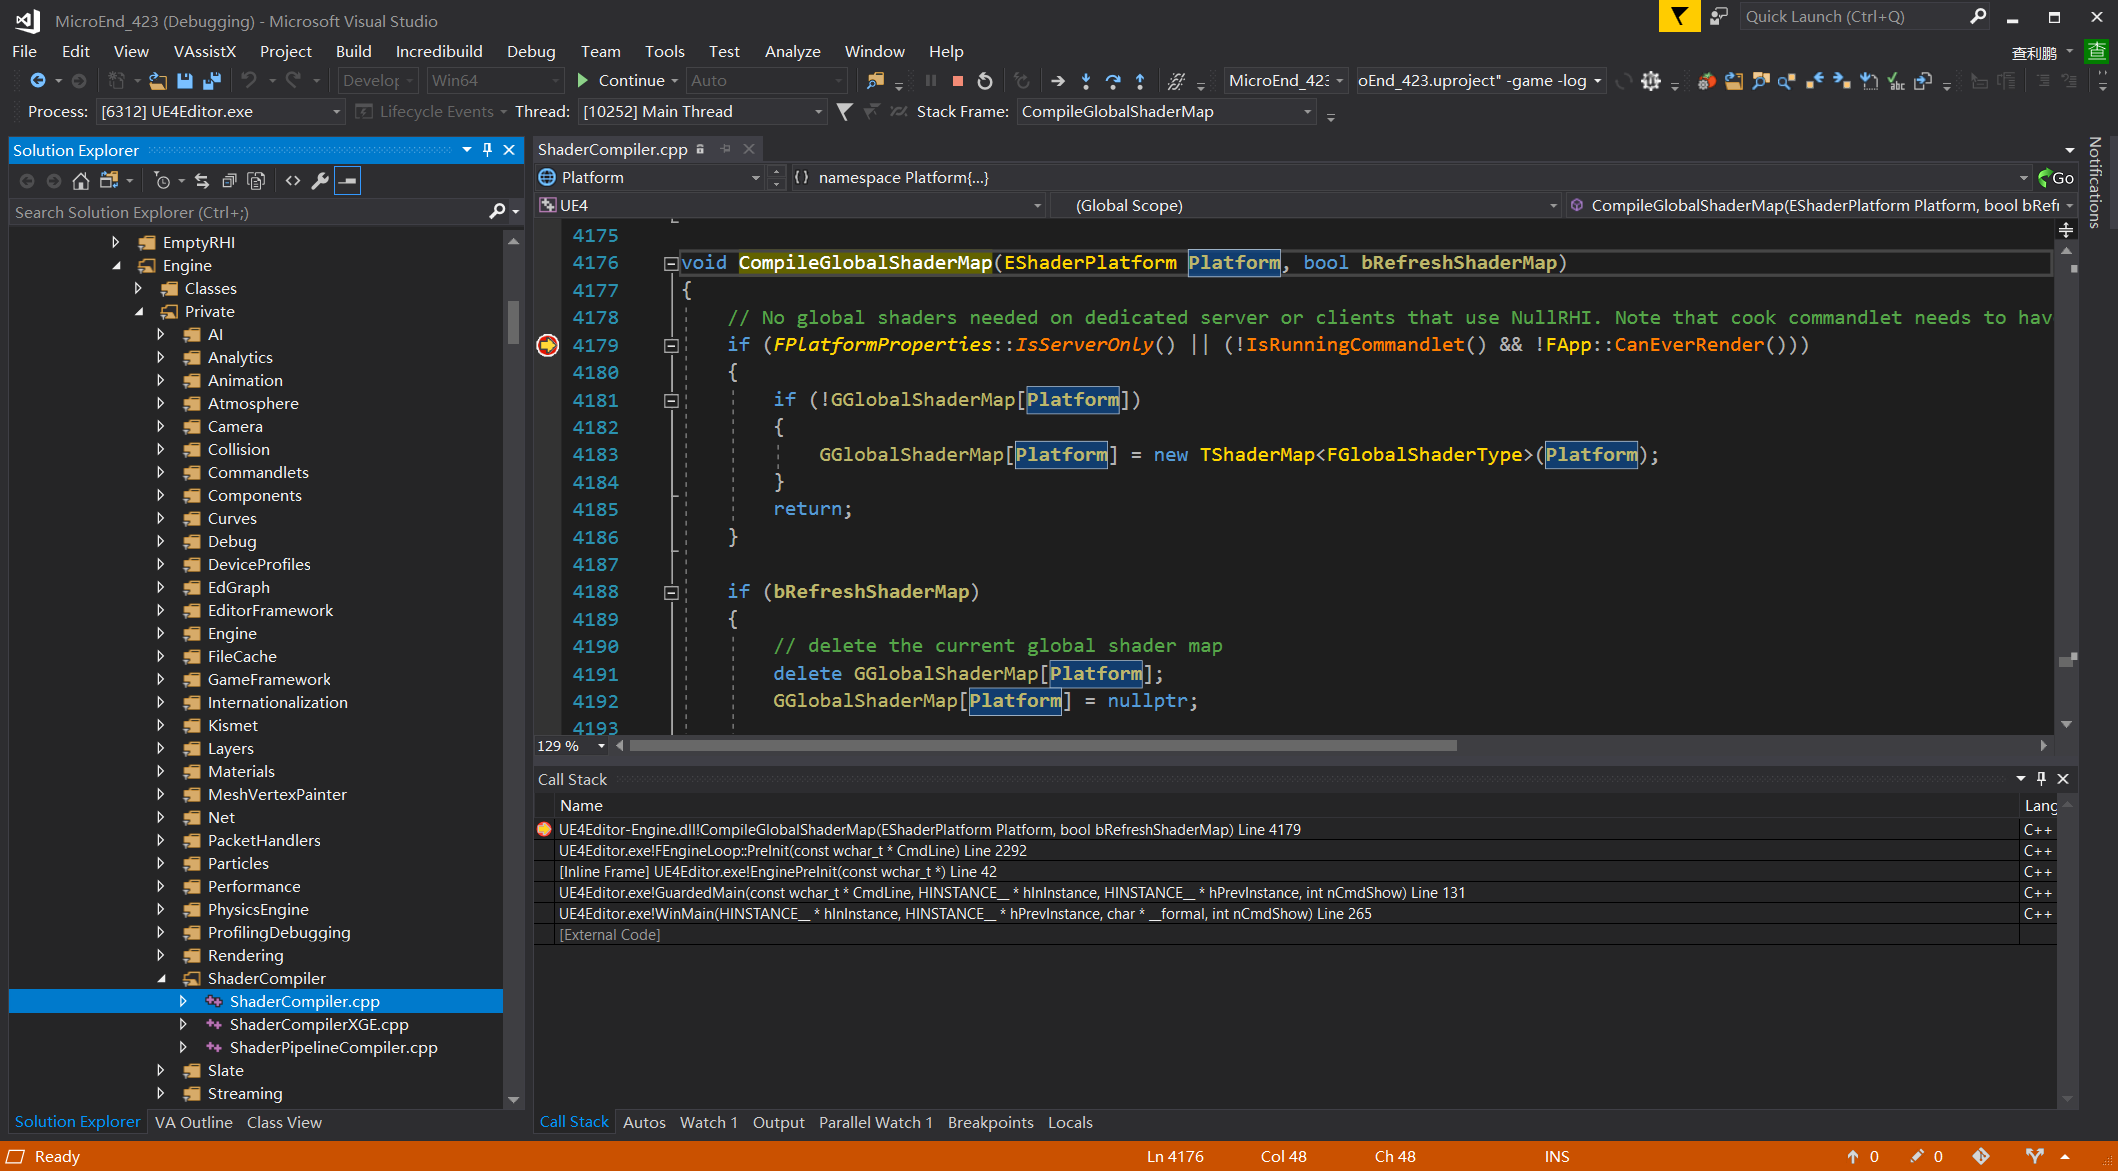 MicroEnd_423 (Debugging) - Microsoft Visual Studio
Quick Launch (Ctrl+Q)
File Edit View VAssistX Project Build Incredibuild Debug Team Tools Test Analyze Window Help
查利鹏 查
Develop Win64 Continue Auto MicroEnd_423 oEnd_423.uproject" -game -log
Process: [6312] UE4Editor.exe Lifecycle Events Thread: [10252] Main Thread Stack Frame: CompileGlobalShaderMap
Solution Explorer
Search Solution Explorer (Ctrl+;)
EmptyRHI
Engine
Classes
Private
AI
Analytics
Animation
Atmosphere
Camera
Collision
Commandlets
Components
Curves
Debug
DeviceProfiles
EdGraph
EditorFramework
Engine
FileCache
GameFramework
Internationalization
Kismet
Layers
Materials
MeshVertexPainter
Net
PacketHandlers
Particles
Performance
PhysicsEngine
ProfilingDebugging
Rendering
ShaderCompiler
ShaderCompiler.cpp
ShaderCompilerXGE.cpp
ShaderPipelineCompiler.cpp
Slate
Streaming
Solution Explorer VA Outline Class View
ShaderCompiler.cpp
Platform {} namespace Platform{...} Go
UE4 (Global Scope) CompileGlobalShaderMap(EShaderPlatform Platform, bool bRefr
4175
4176 void CompileGlobalShaderMap(EShaderPlatform Platform, bool bRefreshShaderMap)
4177 {
4178 // No global shaders needed on dedicated server or clients that use NullRHI. Note that cook commandlet needs to hav
4179 if (FPlatformProperties::IsServerOnly() || (!IsRunningCommandlet() && !FApp::CanEverRender()))
4180 {
4181 if (!GGlobalShaderMap[Platform])
4182 {
4183 GGlobalShaderMap[Platform] = new TShaderMap<FGlobalShaderType>(Platform);
4184 }
4185 return;
4186 }
4187
4188 if (bRefreshShaderMap)
4189 {
4190 // delete the current global shader map
4191 delete GGlobalShaderMap[Platform];
4192 GGlobalShaderMap[Platform] = nullptr;
4193
129 %
Call Stack
Name Lang
UE4Editor-Engine.dll!CompileGlobalShaderMap(EShaderPlatform Platform, bool bRefreshShaderMap) Line 4179 C++
UE4Editor.exe!FEngineLoop::PreInit(const wchar_t * CmdLine) Line 2292 C++
[Inline Frame] UE4Editor.exe!EnginePreInit(const wchar_t *) Line 42 C++
UE4Editor.exe!GuardedMain(const wchar_t * CmdLine, HINSTANCE__ * hInInstance, HINSTANCE__ * hPrevInstance, int nCmdShow) Line 131 C++
UE4Editor.exe!WinMain(HINSTANCE__ * hInInstance, HINSTANCE__ * hPrevInstance, char * __formal, int nCmdShow) Line 265 C++
[External Code]
Call Stack Autos Watch 1 Output Parallel Watch 1 Breakpoints Locals
Notifications
Ready Ln 4176 Col 48 Ch 48 INS 0 0